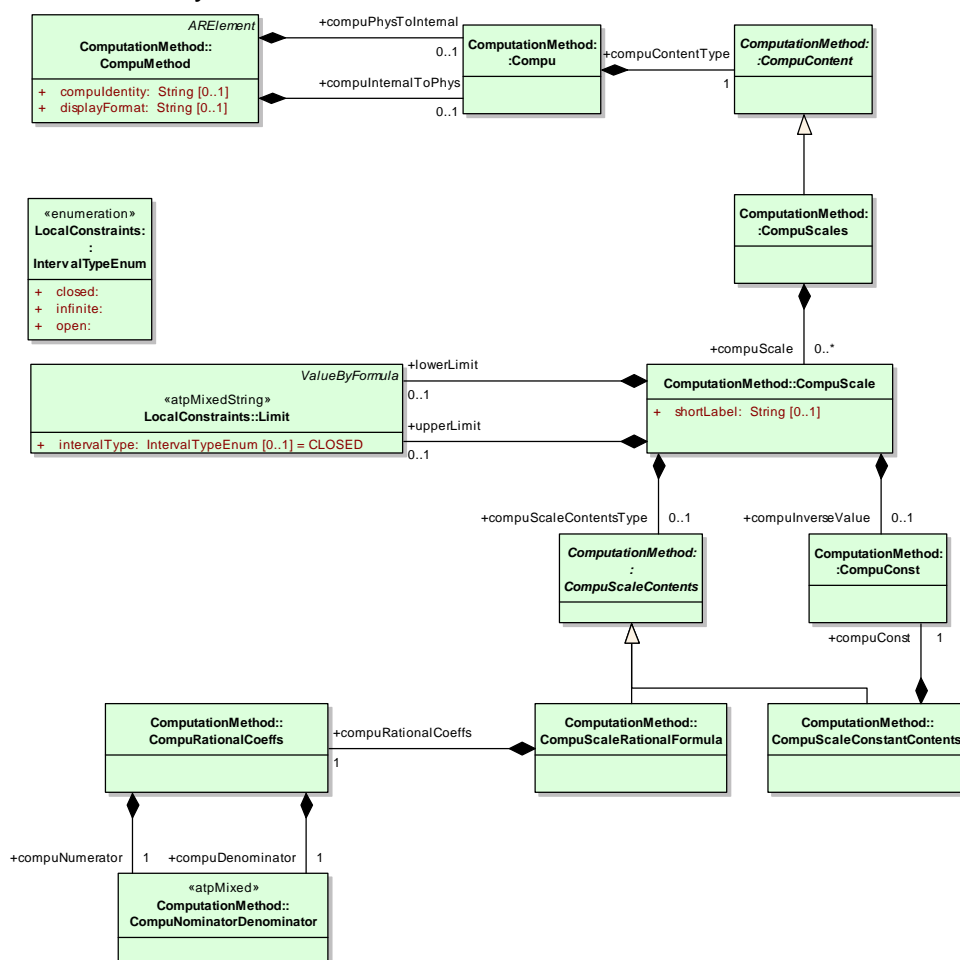 ARElement
ComputationMethod::
CompuMethod
+ compuIdentity: String [0..1]
+ displayFormat: String [0..1]
+compuPhysToInternal
0..1
+compuInternalToPhys
0..1
ComputationMethod:
:Compu
+compuContentType
1
ComputationMethod:
:CompuContent
ComputationMethod:
:CompuScales
«enumeration»
LocalConstraints:
:
IntervalTypeEnum
+ closed:
+ infinite:
+ open:
+compuScale
0..*
ValueByFormula
«atpMixedString»
LocalConstraints::Limit
+ intervalType: IntervalTypeEnum [0..1] = CLOSED
+lowerLimit
0..1
+upperLimit
0..1
ComputationMethod::CompuScale
+ shortLabel: String [0..1]
+compuScaleContentsType
0..1
+compuInverseValue
0..1
ComputationMethod:
:
CompuScaleContents
ComputationMethod:
:CompuConst
+compuConst
1
ComputationMethod::
CompuRationalCoeffs
+compuRationalCoeffs
1
ComputationMethod::
CompuScaleRationalFormula
ComputationMethod::
CompuScaleConstantContents
+compuNumerator
1
+compuDenominator
1
«atpMixed»
ComputationMethod::
CompuNominatorDenominator